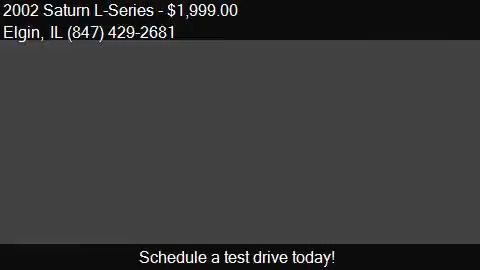 2002 Saturn L-Series - $1,999.00
Elgin, IL (847) 429-2681
Schedule a test drive today!